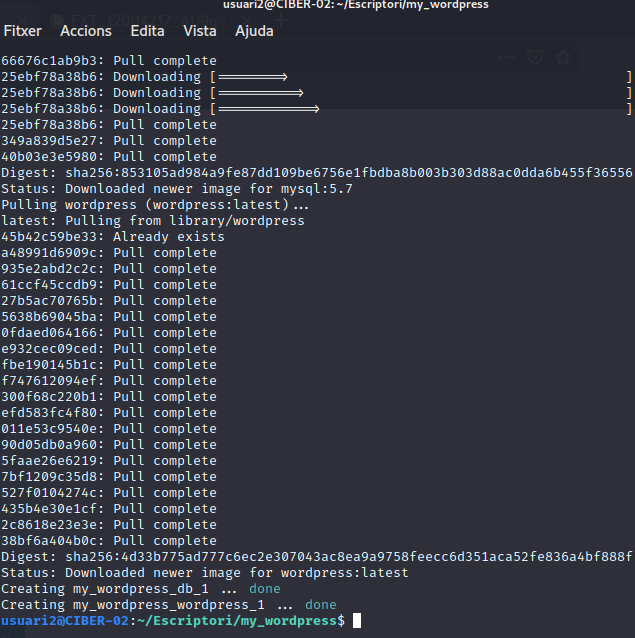 usuari2@CIBER-02:~/Escriptori/my_wordpress
Fitxer Accions Edita Vista Ajuda
66676c1ab9b3: Pull complete
25ebf78a38b6: Downloading [========> ]
25ebf78a38b6: Downloading [==========> ]
25ebf78a38b6: Downloading [============> ]
25ebf78a38b6: Pull complete
349a839d5e27: Pull complete
40b03e3e5980: Pull complete
Digest: sha256:853105ad984a9fe87dd109be6756e1fbdba8b003b303d88ac0dda6b455f36556
Status: Downloaded newer image for mysql:5.7
Pulling wordpress (wordpress:latest)...
latest: Pulling from library/wordpress
45b42c59be33: Already exists
a48991d6909c: Pull complete
935e2abd2c2c: Pull complete
61ccf45ccdb9: Pull complete
27b5ac70765b: Pull complete
5638b69045ba: Pull complete
0fdaed064166: Pull complete
e932cec09ced: Pull complete
fbe190145b1c: Pull complete
f747612094ef: Pull complete
300f68c220b1: Pull complete
efd583fc4f80: Pull complete
011e53c9540e: Pull complete
90d05db0a960: Pull complete
5faae26e6219: Pull complete
7bf1209c35d8: Pull complete
527f0104274c: Pull complete
435b4e30e1cf: Pull complete
2c8618e23e3e: Pull complete
38bf6a404b0c: Pull complete
Digest: sha256:4d33b775ad777c6ec2e307043ac8ea9a9758feecc6d351aca52fe836a4bf888f
Status: Downloaded newer image for wordpress:latest
Creating my_wordpress_db_1 ... done
Creating my_wordpress_wordpress_1 ... done
usuari2@CIBER-02:~/Escriptori/my_wordpress$